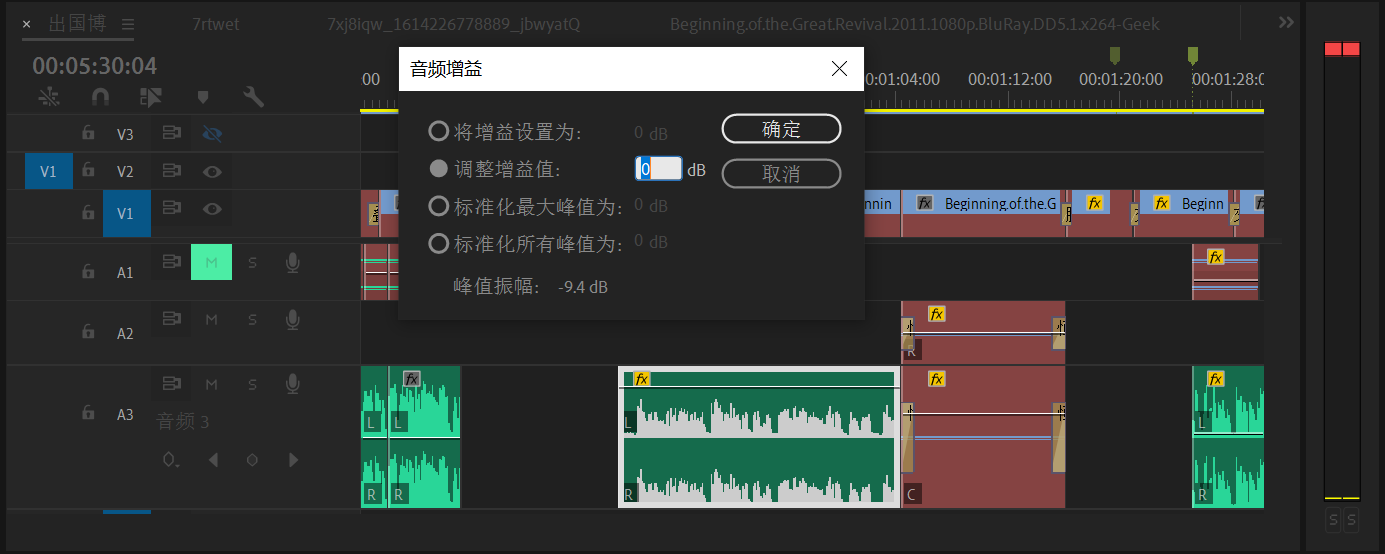 × 出国博 ☰ 7rtwet 7xj8iqw_1614226778889_jbwyatQ Beginning.of.the.Great.Revival.2011.1080p.BluRay.DD5.1.x264-Geek
00:05:30:04
:00 00:01:04:00 00:01:12:00 00:01:20:00 00:01:28:0
音频增益
将增益设置为: 0 dB 确定
调整增益值: 0 dB 取消
标准化最大峰值为: 0 dB
标准化所有峰值为: 0 dB
峰值振幅: -9.4 dB
V3
V1 V2
V1 nnin fx Beginning.of.the.G fx fx Beginn
A1 M S fx
A2 M S fx
R
A3 M S fx fx fx fx
音频 3 L L L L
R R R C R
S S